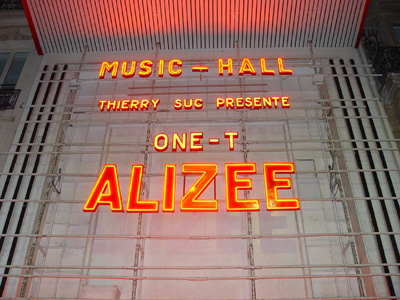 MUSIC - HALL
THIERRY SUC PRESENTE
ONE-T
ALIZEE